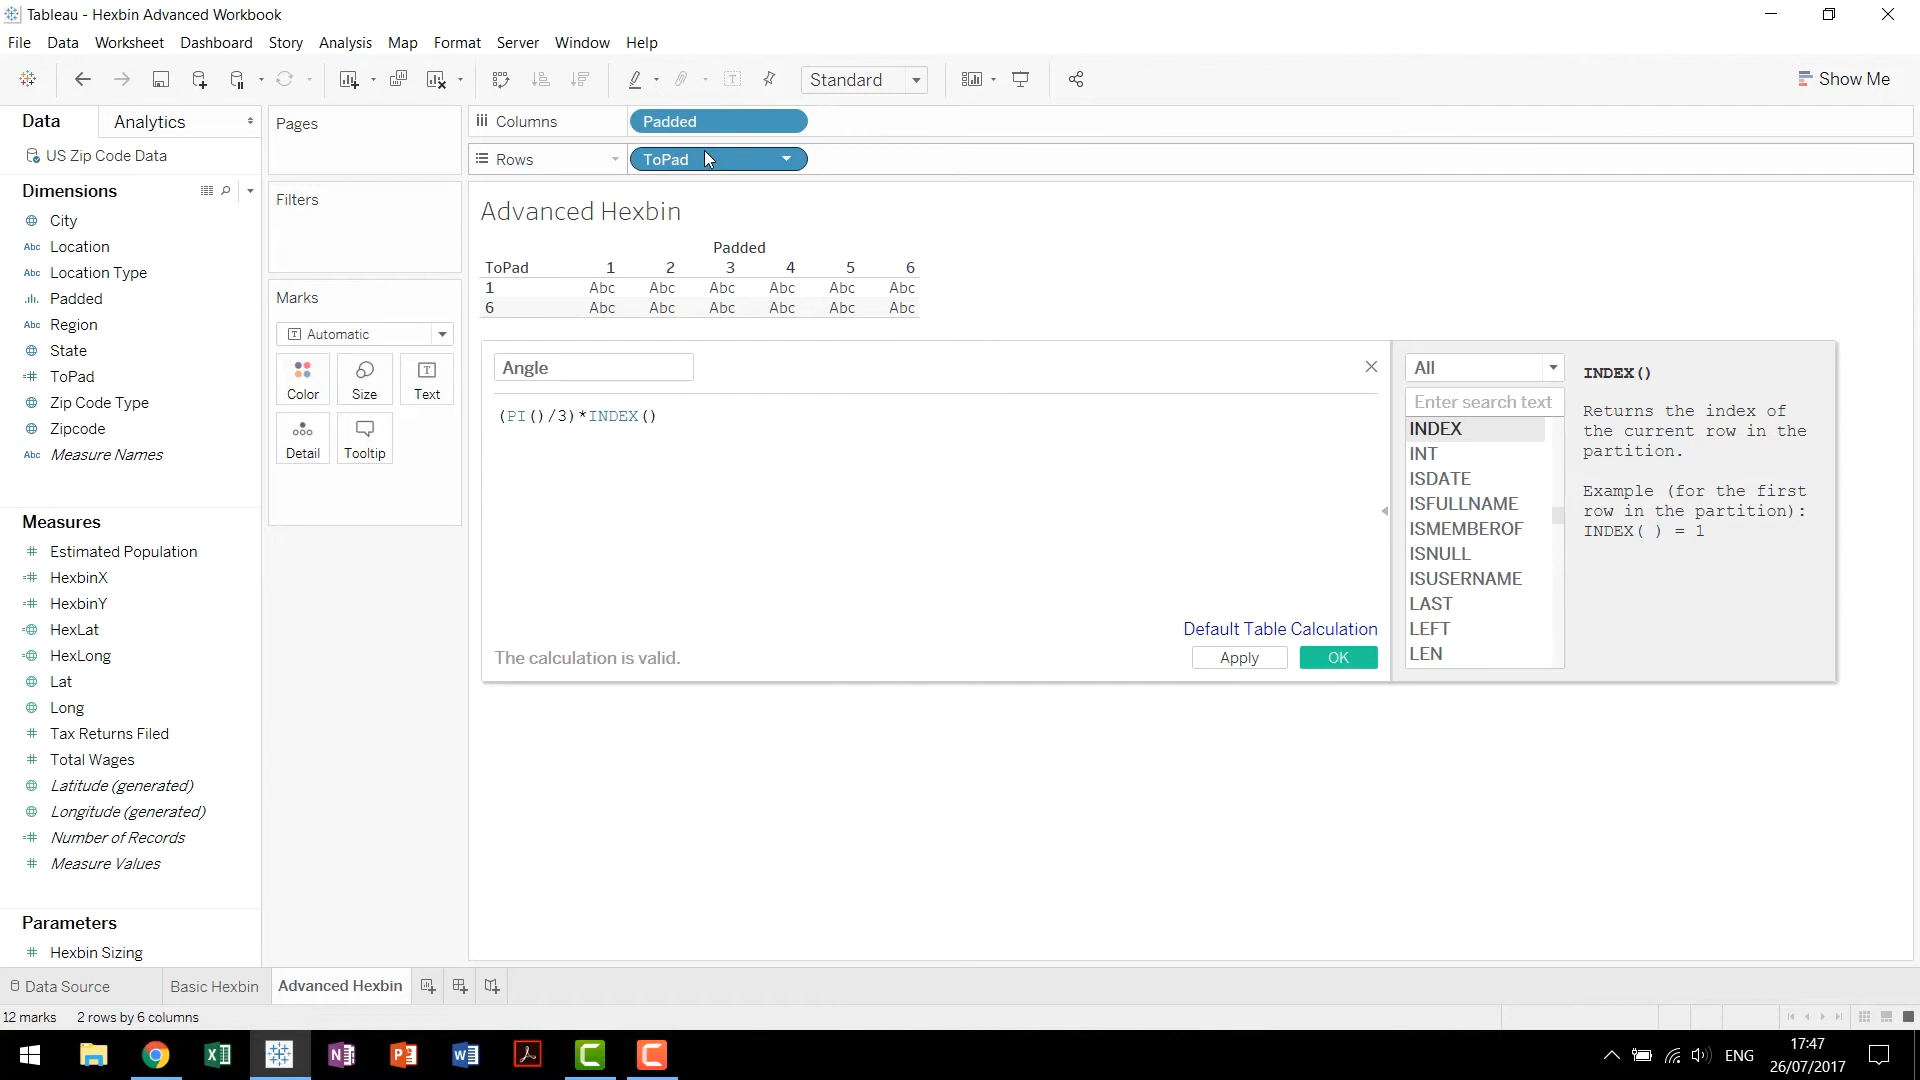 Tableau - Hexbin Advanced Workbook
File Data Worksheet Dashboard Story Analysis Map Format Server Window Help
Standard
Show Me
Data
Analytics
US Zip Code Data
Dimensions
City
Abc Location
Abc Location Type
Padded
Abc Region
State
ToPad
Abc Zip Code Type
Zipcode
Abc Measure Names
Measures
Estimated Population
HexbinX
HexbinY
HexLat
HexLong
Lat
Long
Tax Returns Filed
Total Wages
Latitude (generated)
Longitude (generated)
Number of Records
Measure Values
Parameters
Hexbin Sizing
Pages
Filters
Marks
Automatic
Color Size Text
Detail Tooltip
Columns Padded
Rows ToPad
Advanced Hexbin
Padded
ToPad 1 2 3 4 5 6
1 Abc Abc Abc Abc Abc Abc
6 Abc Abc Abc Abc Abc Abc
Angle
(PI()/3)*INDEX()
Default Table Calculation
The calculation is valid.
Apply OK
All
Enter search text
INDEX
INT
ISDATE
ISFULLNAME
ISMEMBEROF
ISNULL
ISUSERNAME
LAST
LEFT
LEN
INDEX()
Returns the index of
the current row in the
partition.
Example (for the first
row in the partition):
INDEX( ) = 1
Data Source Basic Hexbin Advanced Hexbin
12 marks 2 rows by 6 columns
ENG
17:47
26/07/2017